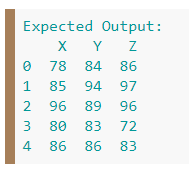 Expected Output:
    X   Y   Z
0  78  84  86
1  85  94  97
2  96  89  96
3  80  83  72
4  86  86  83